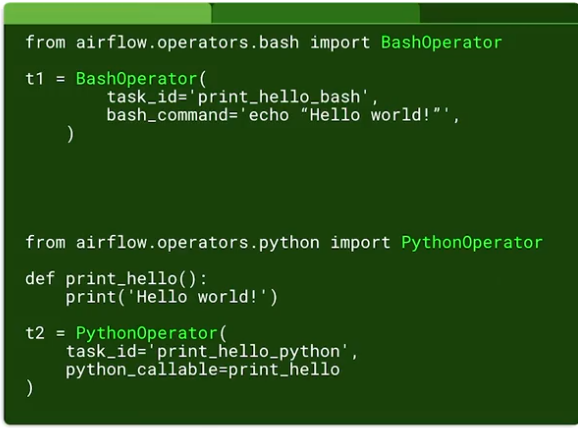 from airflow.operators.bash import BashOperator
t1 = BashOperator(
        task_id='print_hello_bash',
        bash_command='echo “Hello world!”',
    )
from airflow.operators.python import PythonOperator
def print_hello():
    print('Hello world!')
t2 = PythonOperator(
    task_id='print_hello_python',
    python_callable=print_hello
)